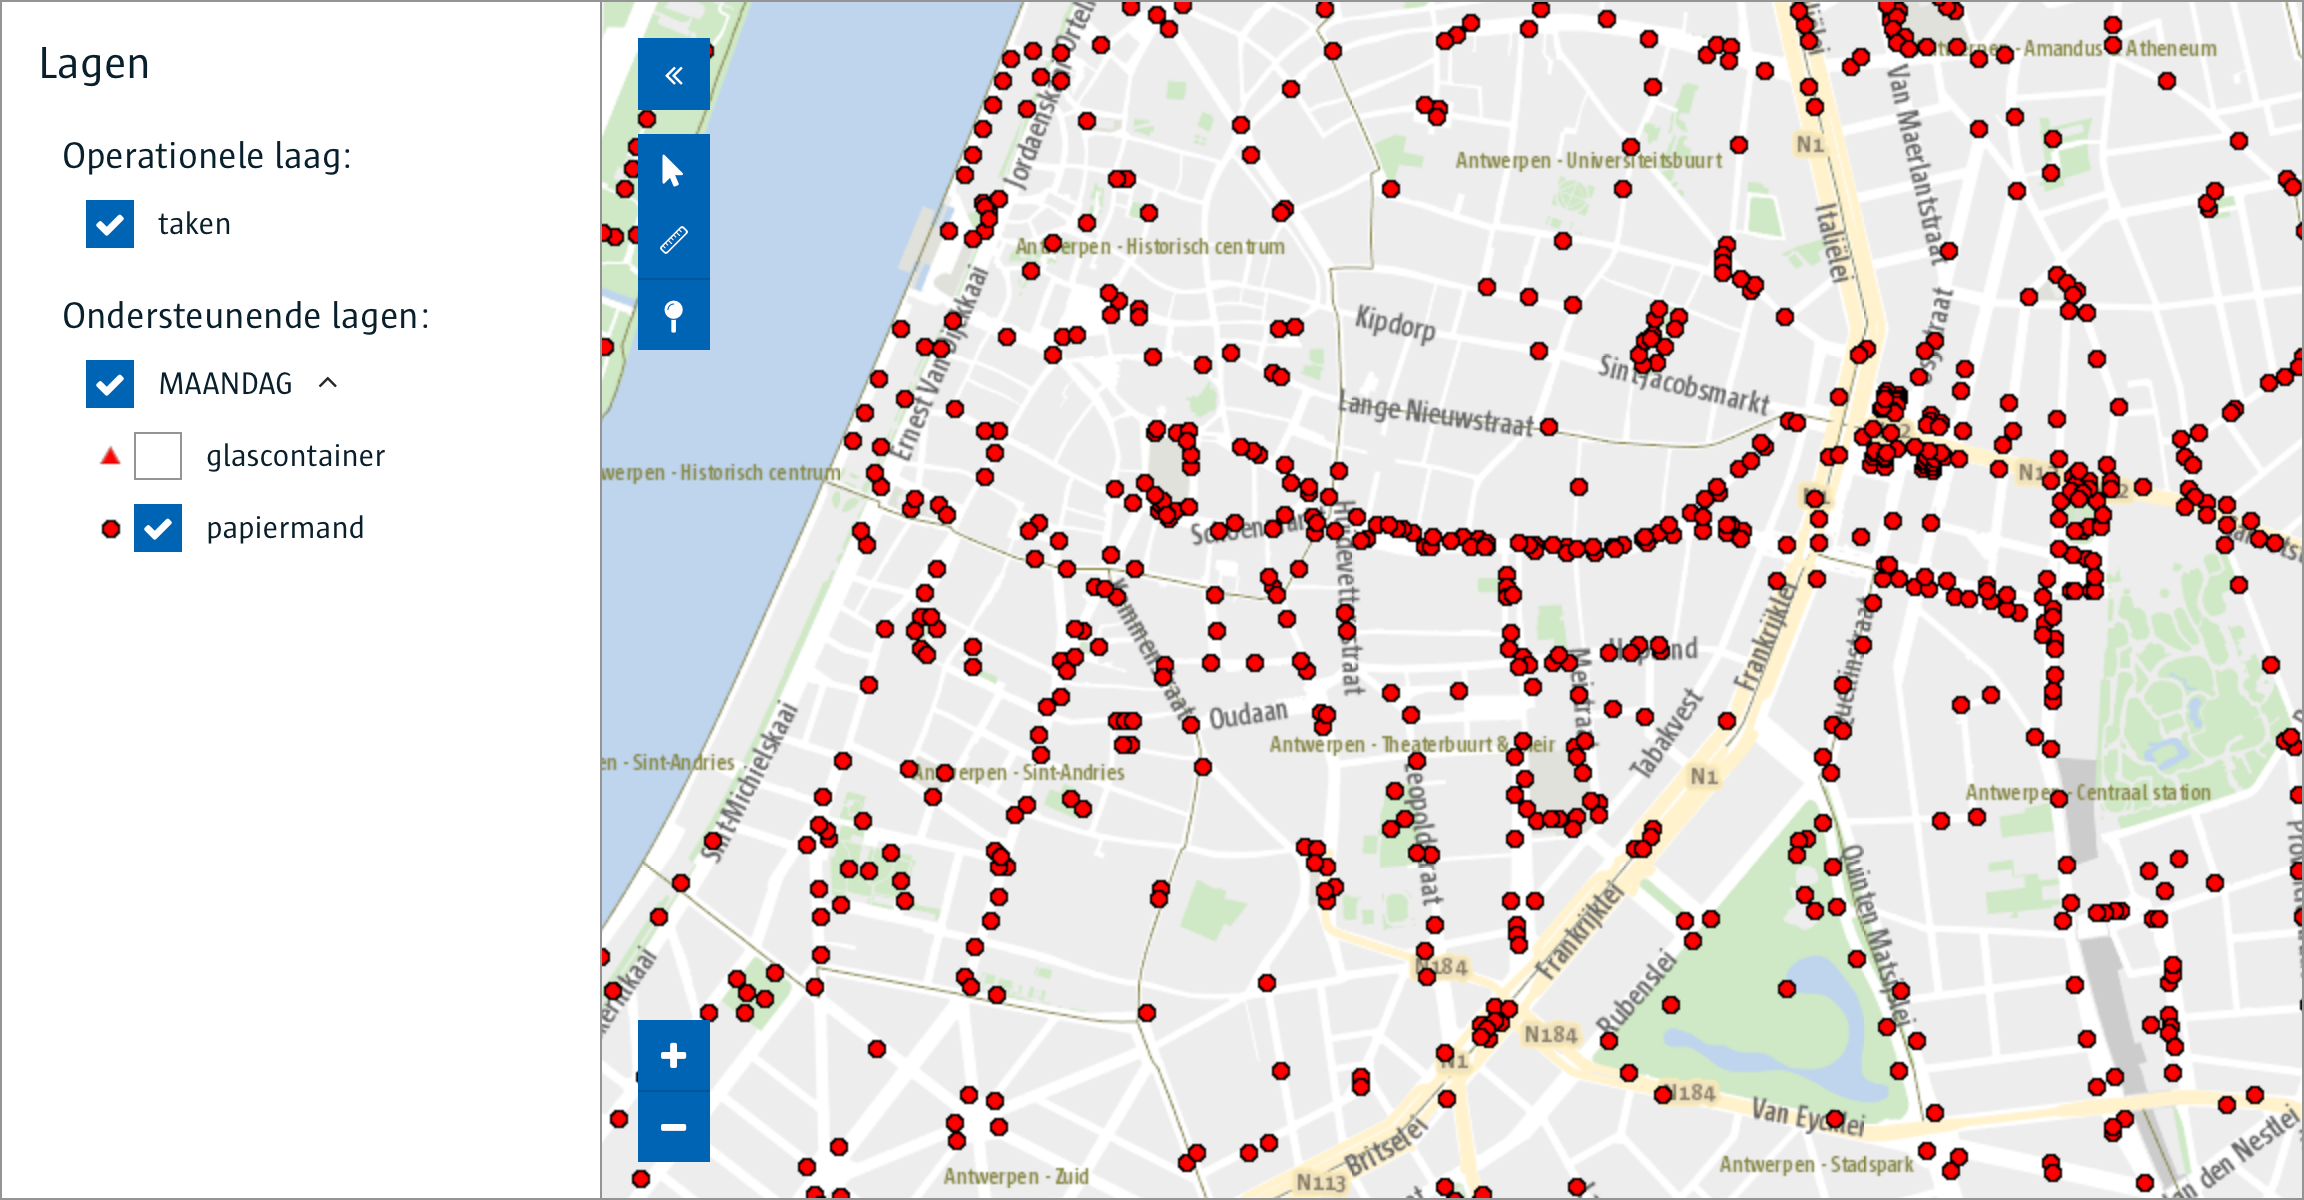 Lagen
Operationele laag:
taken
Ondersteunende lagen:
MAANDAG
glascontainer
papiermand
Jordaenskaai
Antwerpen - Amandus - Atheneum
Van Maerlantstraat
N1
Antwerpen - Universiteitsbuurt
Italiëlei
Antwerpen - Historisch centrum
Ernest Van Dijckkaai
Kipdorp
Sint-Jacobsmarkt
Lange Nieuwstraat
werpen - Historisch centrum
N1
Huidevettersstraat
Frankrijklei
Meistraat
Tabakvest
Oudaan
Antwerpen - Theaterbuurt & Meir
en - Sint-Andries
Antwerpen - Sint-Andries
Sint-Michielskaai
N1
Antwerpen - Centraal station
Leopoldstraat
Quinten Matsijslei
Frankrijklei
N184
Rubenslei
N184
N1
N184
Van Eycklei
Britselei
Antwerpen - Zuid
N113
Antwerpen - Stadspark
an den Nestlei